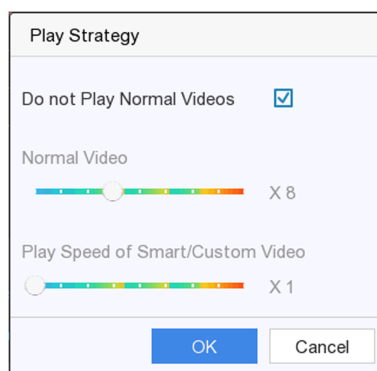 Play Strategy
Do not Play Normal Videos
Normal Video
X 8
Play Speed of Smart/Custom Video
X 1
OK Cancel